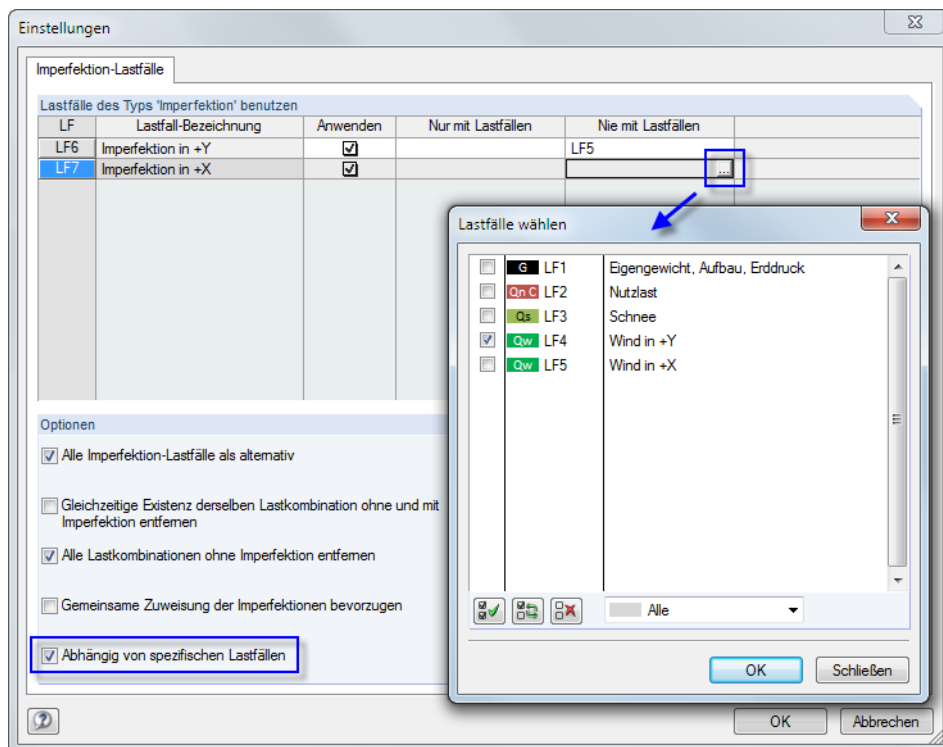 Einstellungen
Imperfektion-Lastfälle
Lastfälle des Typs 'Imperfektion' benutzen
LF Lastfall-Bezeichnung Anwenden Nur mit Lastfällen Nie mit Lastfällen
LF6 Imperfektion in +Y LF5
LF7 Imperfektion in +X ...
Optionen
Alle Imperfektion-Lastfälle als alternativ
Gleichzeitige Existenz derselben Lastkombination ohne und mit
Imperfektion entfernen
Alle Lastkombinationen ohne Imperfektion entfernen
Gemeinsame Zuweisung der Imperfektionen bevorzugen
Abhängig von spezifischen Lastfällen
Lastfälle wählen
G LF1 Eigengewicht, Aufbau, Erddruck
Qn C LF2 Nutzlast
Qs LF3 Schnee
Qw LF4 Wind in +Y
Qw LF5 Wind in +X
Alle
OK Schließen
OK Abbrechen